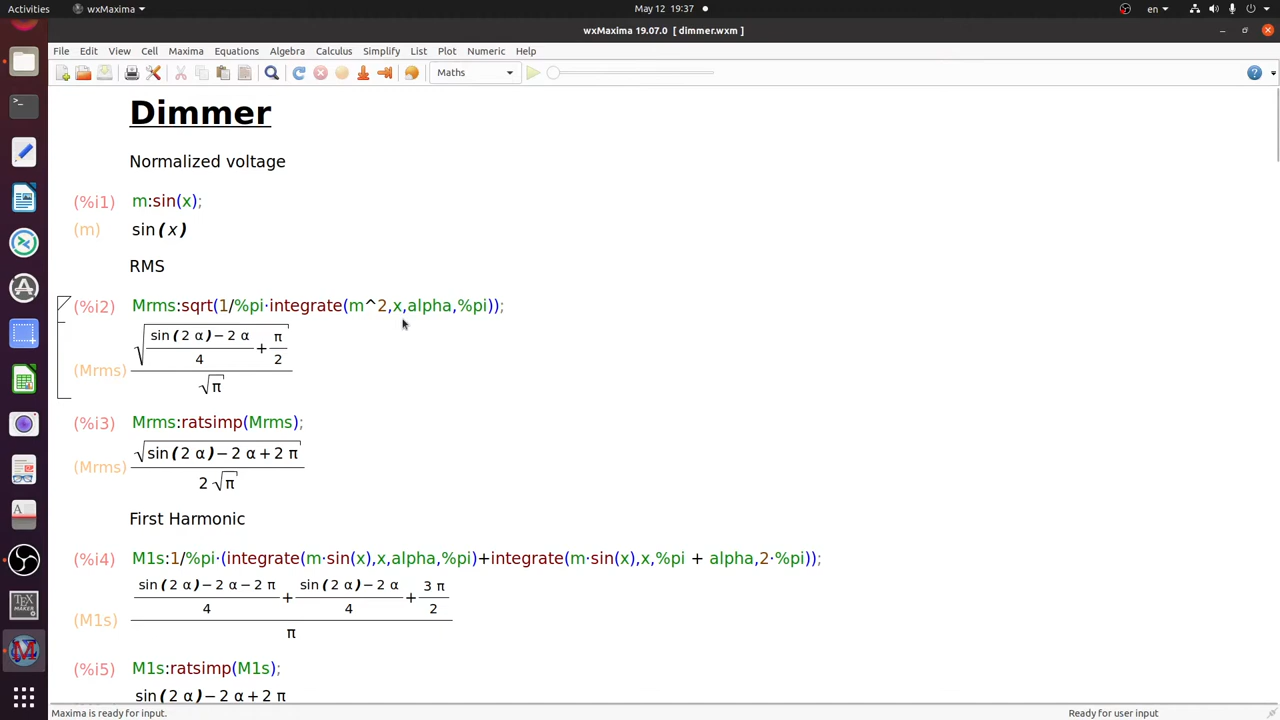 Activities wxMaxima May 12 19:37 en
wxMaxima 19.07.0 [ dimmer.wxm ]
File Edit View Cell Maxima Equations Algebra Calculus Simplify List Plot Numeric Help
Maths
Dimmer
Normalized voltage
(%i1) m:sin(x);
(m) sin(x)
RMS
(%i2) Mrms:sqrt(1/%pi·integrate(m^2,x,alpha,%pi));
sin(2 α)−2 α π
4 + 2
(Mrms) √π
(%i3) Mrms:ratsimp(Mrms);
√sin(2 α)−2 α+2 π
(Mrms)
2 √π
First Harmonic
(%i4) M1s:1/%pi·(integrate(m·sin(x),x,alpha,%pi)+integrate(m·sin(x),x,%pi + alpha,2·%pi));
sin(2 α)−2 α−2 π sin(2 α)−2 α 3 π
4 + 4 + 2
(M1s)
π
(%i5) M1s:ratsimp(M1s);
sin(2 α)−2 α+2 π
Maxima is ready for input. Ready for user input